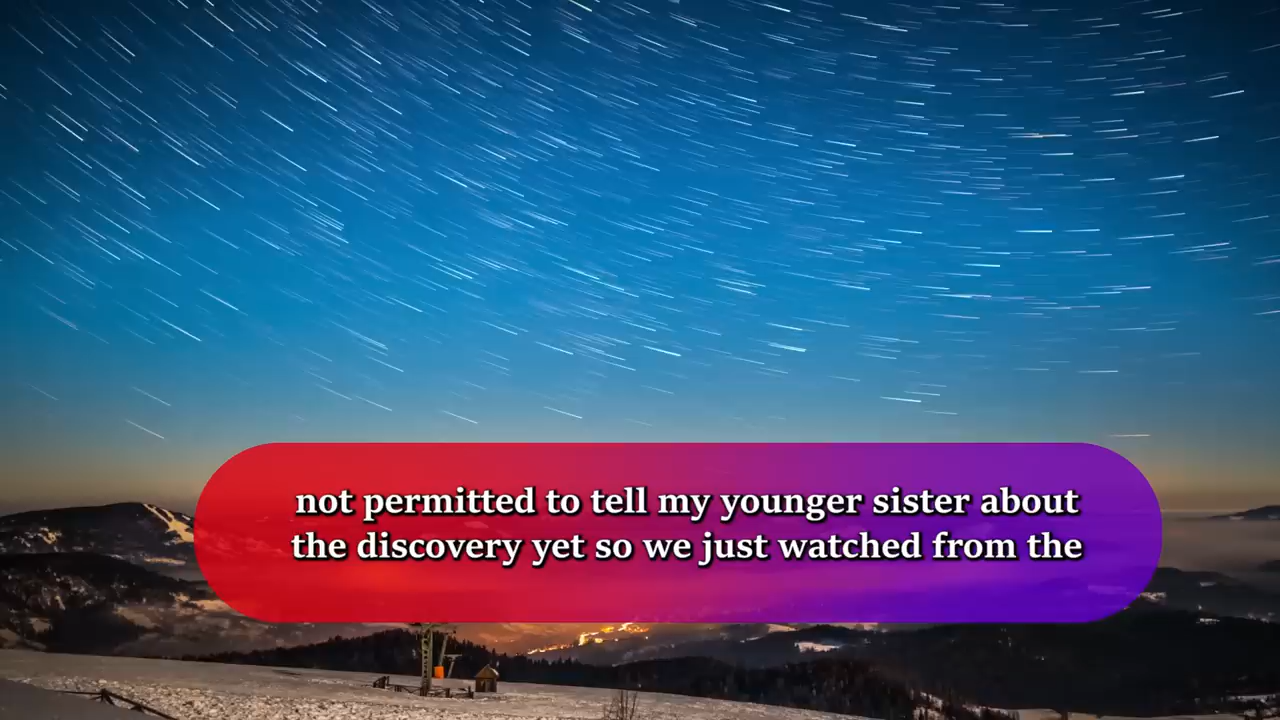 not permitted to tell my younger sister about
the discovery yet so we just watched from the